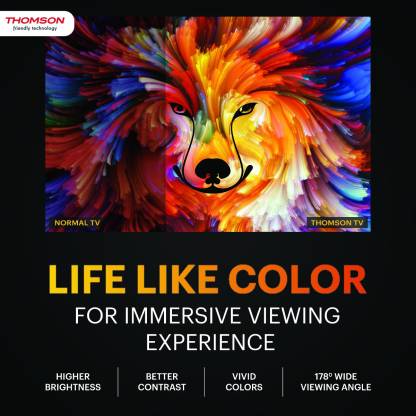 THOMSON
friendly technology
NORMAL TV
THOMSON TV
LIFE LIKE COLOR
FOR IMMERSIVE VIEWING
EXPERIENCE
HIGHER
BRIGHTNESS
BETTER
CONTRAST
VIVID
COLORS
178º WIDE
VIEWING ANGLE